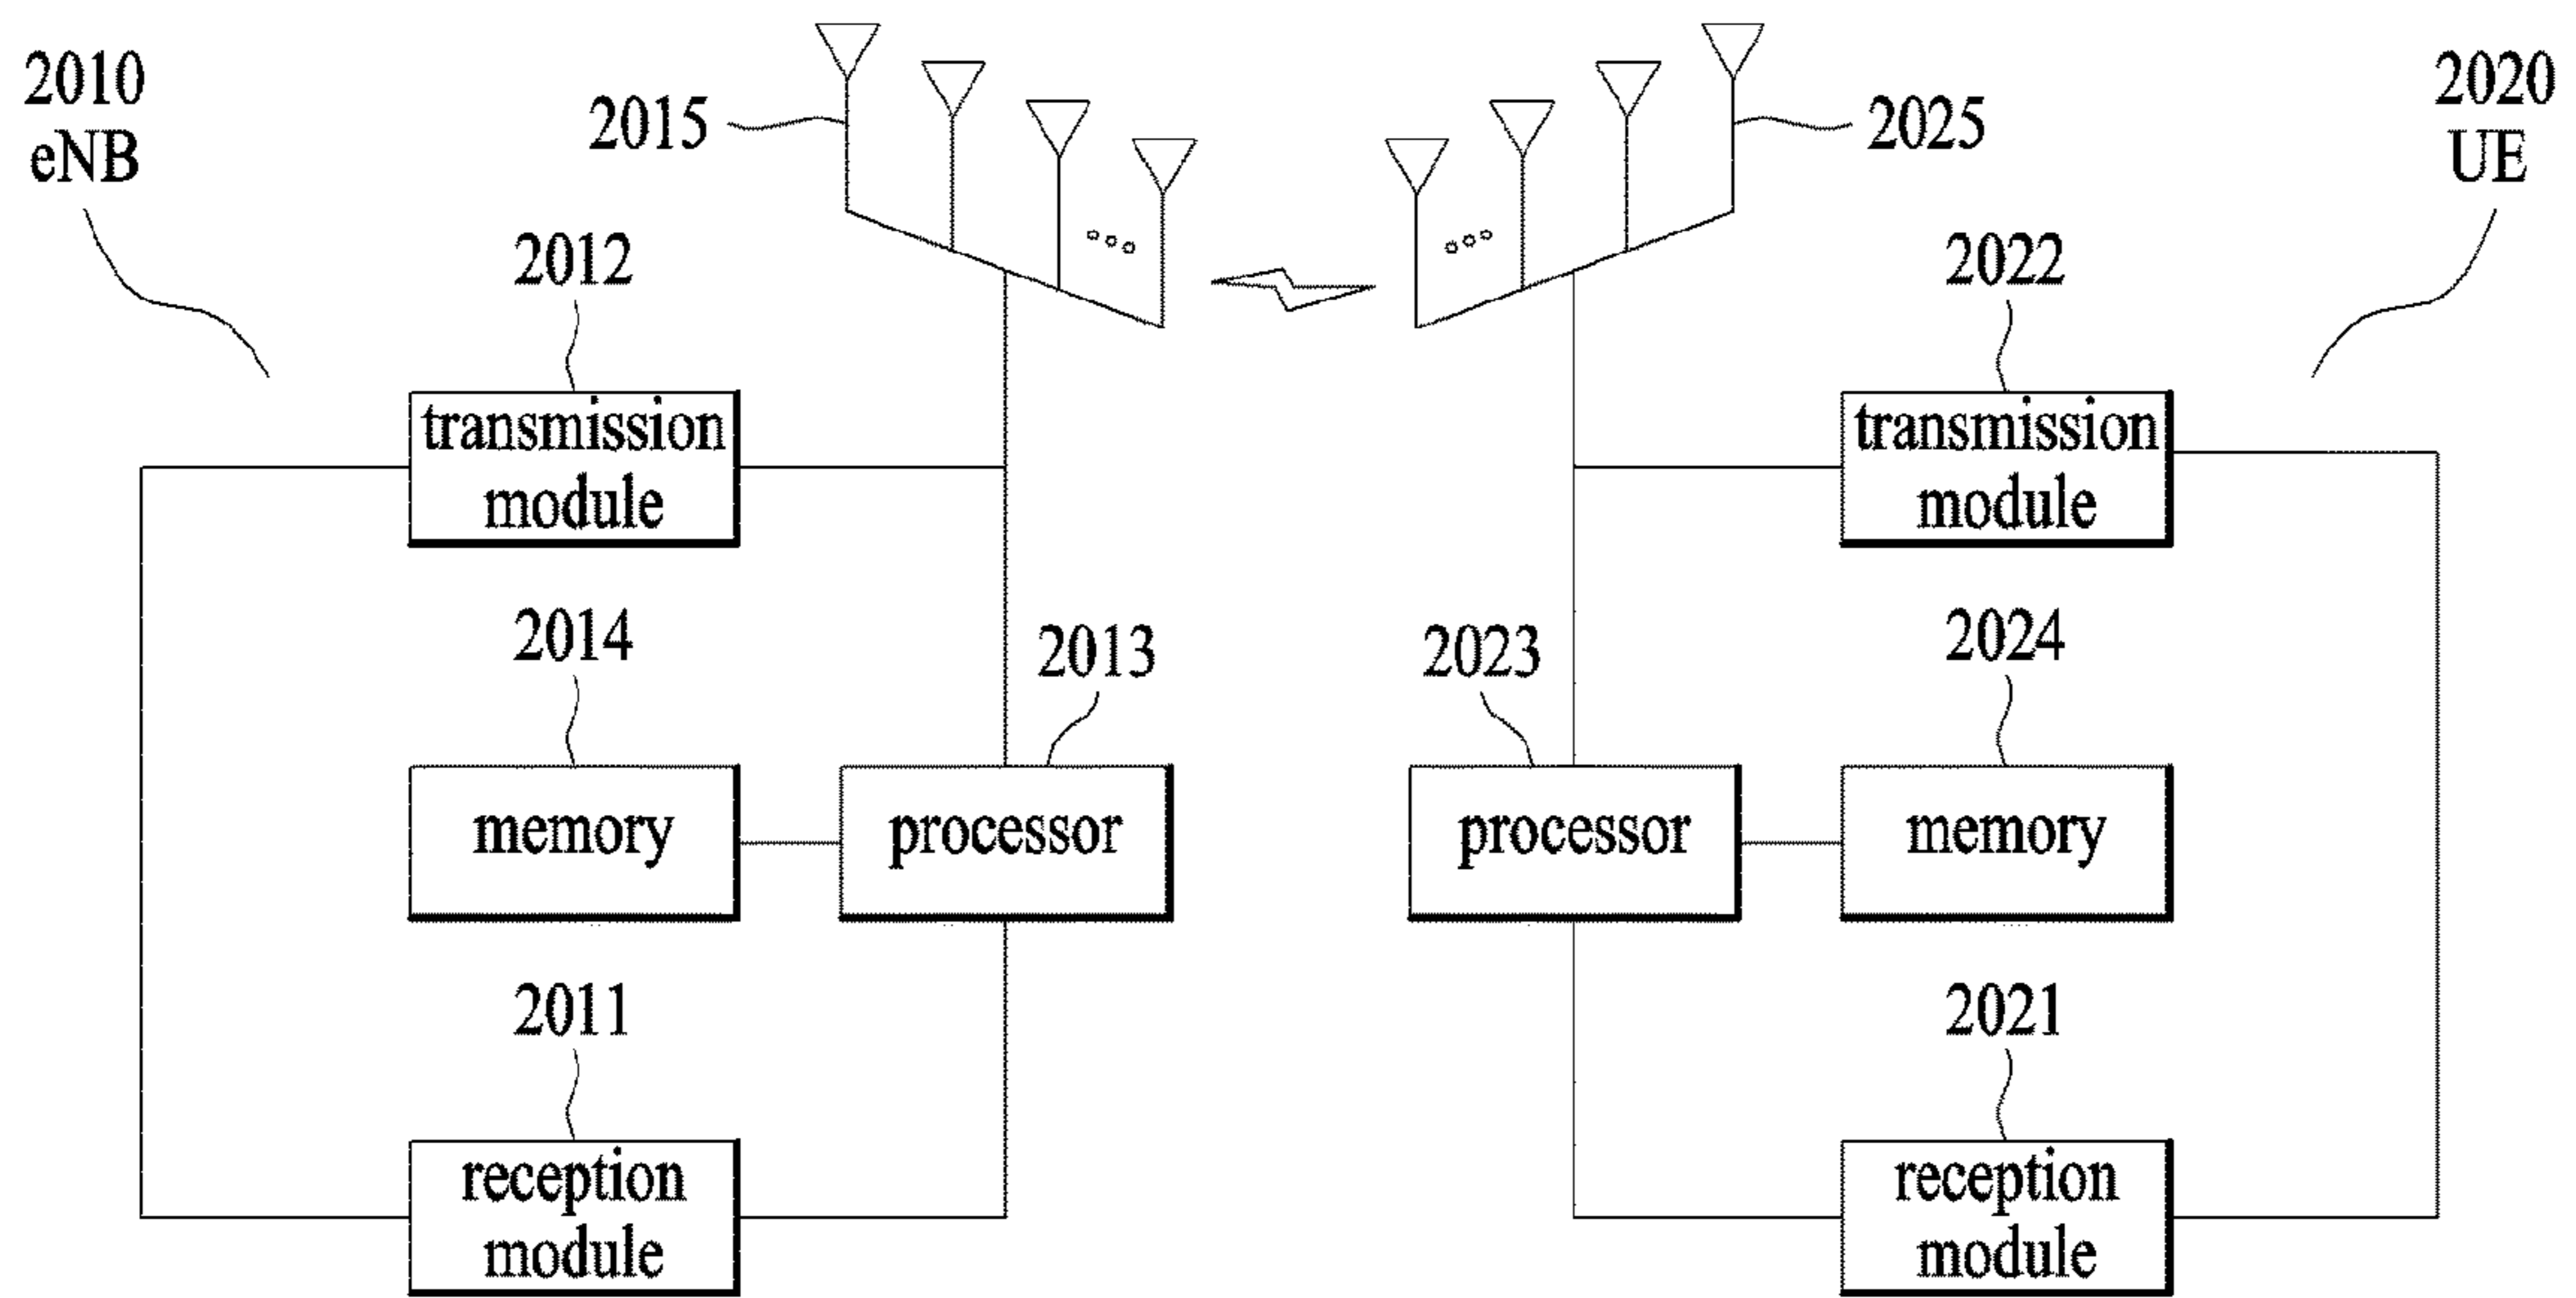 2010
eNB
2015
2025
2020
UE
2012
2022
transmission
module
transmission
module
2014
2013
2023
2024
memory
processor
processor
memory
2011
2021
reception
module
reception
module